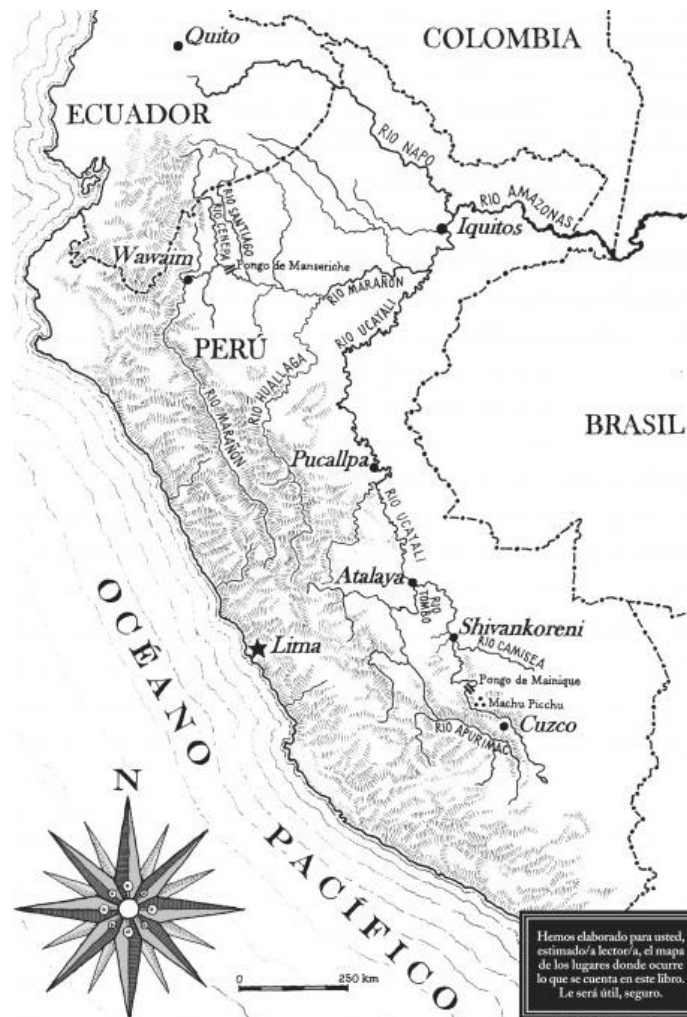 Quito
COLOMBIA
ECUADOR
RIO NAPO
RIO AMAZONAS
RIO SANTIAGO
RIO CENEPA
Iquitos
Wawaim
Pongo de Manseriche
RIO MARAÑÓN
RIO UCAYALI
PERÚ
RIO HUALLAGA
RIO MARAÑÓN
BRASIL
Pucallpa
RIO UCAYALI
Atalaya
RIO TOMBO
Shivankoreni
RIO CAMISEA
Lima
Pongo de Mainique
Machu Picchu
Cuzco
RIO APURIMAC
OCÉANO
PACÍFICO
N
0 250 km
Hemos elaborado para usted,
estimado/a lector/a, el mapa
de los lugares donde ocurre
lo que se cuenta en este libro.
Le será útil, seguro.